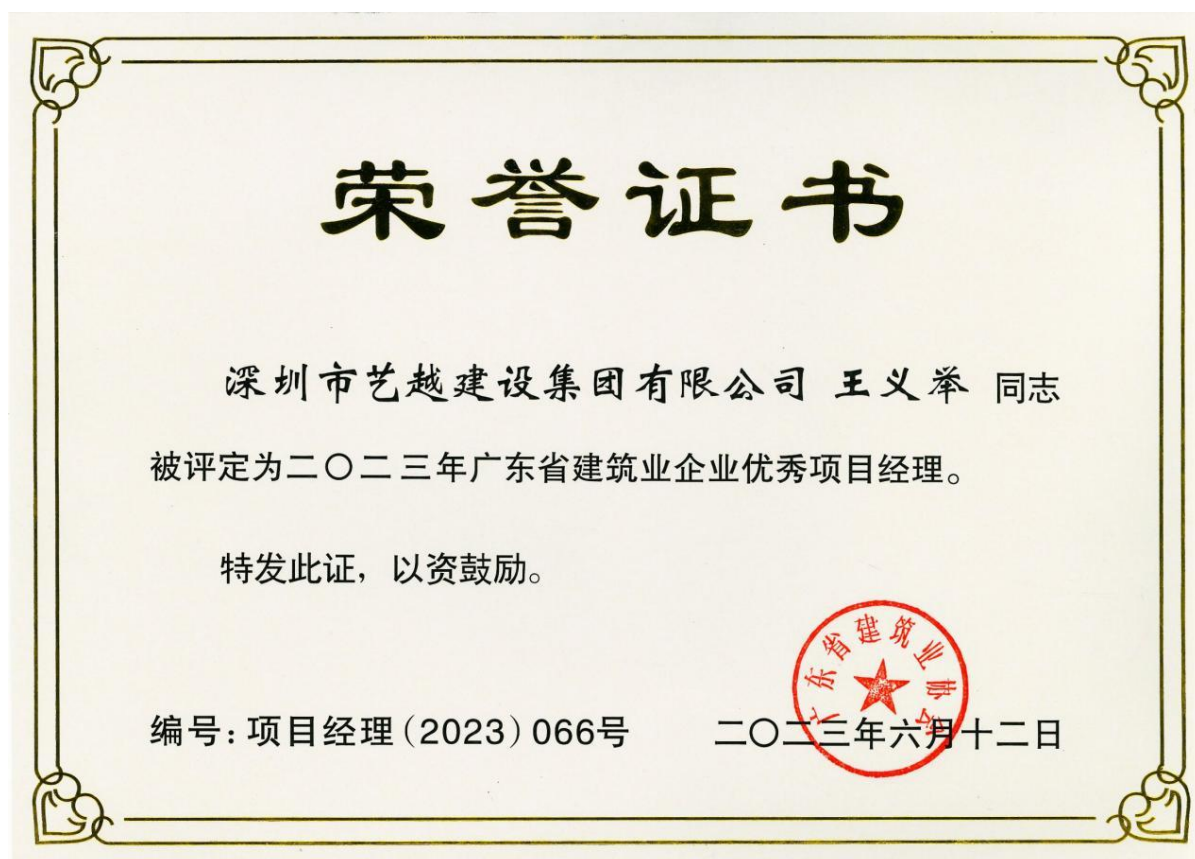 荣誉证书
深圳市艺越建设集团有限公司 王义举 同志
被评定为二〇二三年广东省建筑业企业优秀项目经理。
特发此证，以资鼓励。
广东省建筑业协会
编号：项目经理（2023）066号 二〇二三年六月十二日